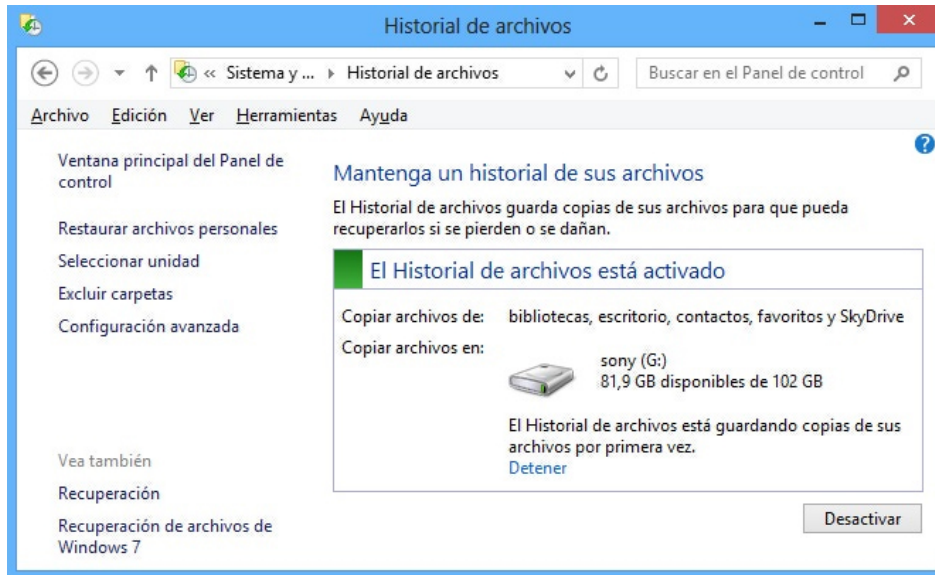 Historial de archivos
« Sistema y ... ▸ Historial de archivos
Buscar en el Panel de control
Archivo Edición Ver Herramientas Ayuda
Ventana principal del Panel de
control
Restaurar archivos personales
Seleccionar unidad
Excluir carpetas
Configuración avanzada
Vea también
Recuperación
Recuperación de archivos de
Windows 7
Mantenga un historial de sus archivos
El Historial de archivos guarda copias de sus archivos para que pueda
recuperarlos si se pierden o se dañan.
El Historial de archivos está activado
Copiar archivos de: bibliotecas, escritorio, contactos, favoritos y SkyDrive
Copiar archivos en:
sony (G:)
81,9 GB disponibles de 102 GB
El Historial de archivos está guardando copias de sus
archivos por primera vez.
Detener
Desactivar